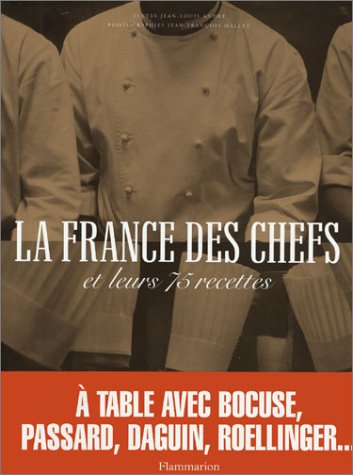 TEXTES JEAN-LOUIS ANDRÉ
PHOTOGRAPHIES JEAN-FRANÇOIS MALLET
LA FRANCE DES CHEFS
et leurs 75 recettes
À TABLE AVEC BOCUSE,
PASSARD, DAGUIN, ROELLINGER...
Flammarion